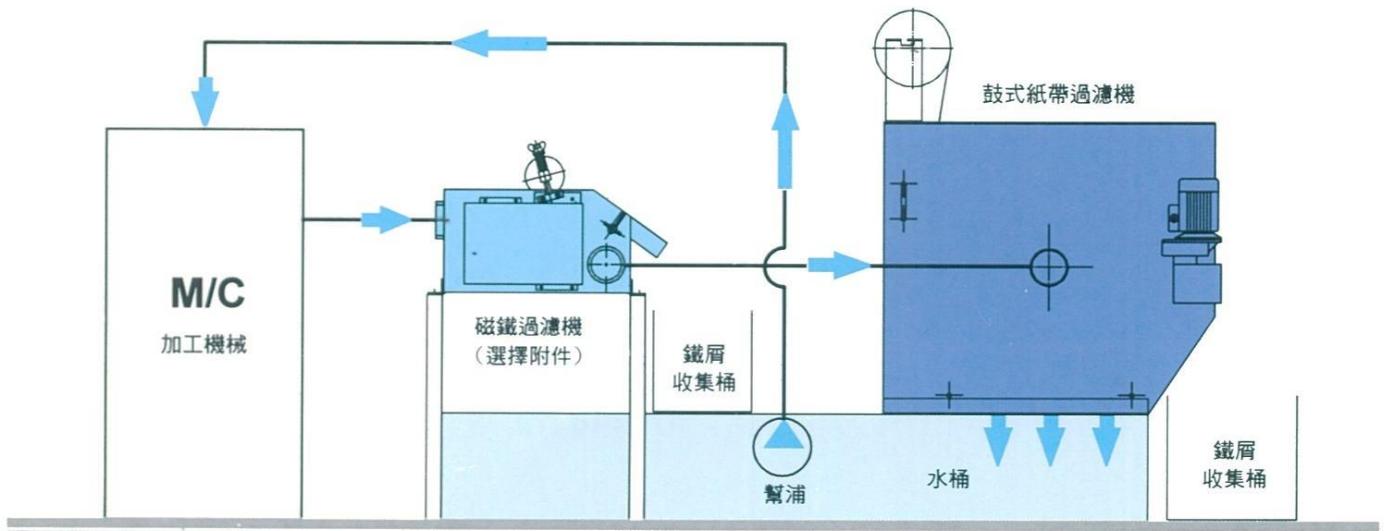 鼓式紙帶過濾機
M/C
加工機械
磁鐵過濾機
（選擇附件）
鐵屑
收集桶
幫浦
水桶
鐵屑
收集桶